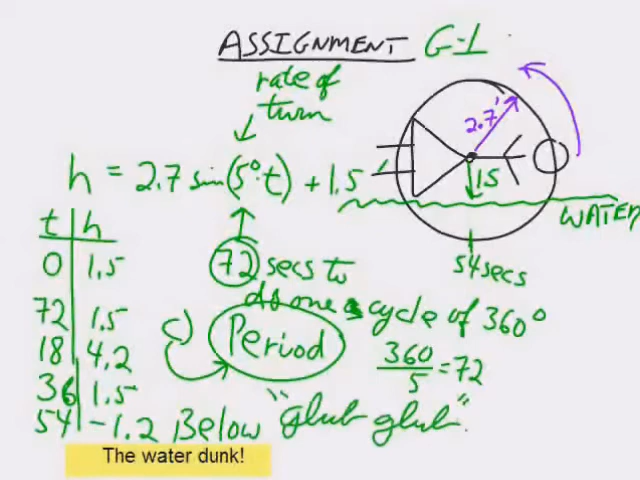 ASSIGNMENT G-1
rate of
turn
h = 2.7 sin(5°·t) + 1.5
2.7'
1.5
WATER
54 secs
t h
0 1.5
72 1.5
18 4.2
36 1.5
54 -1.2 Below "glub glub".
72 secs to
do one cycle of 360°
c) Period
360/5 = 72
The water dunk!